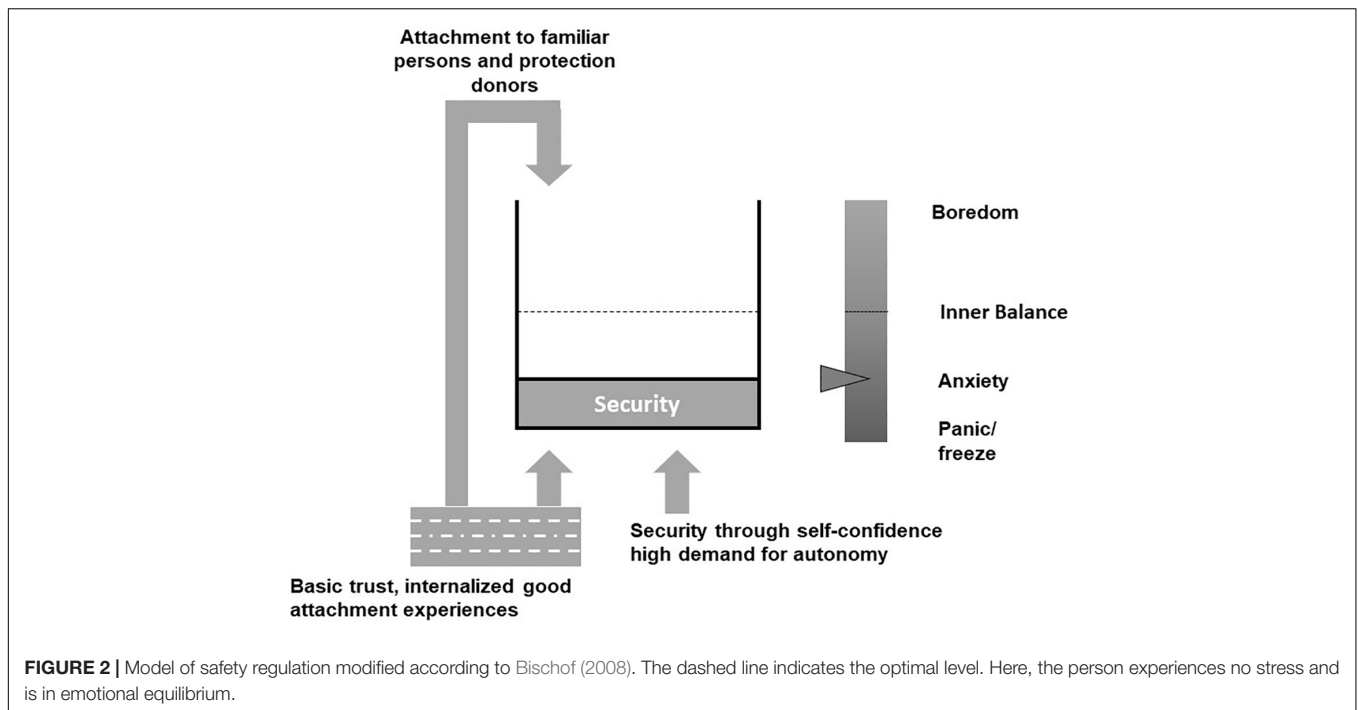 Attachment to familiar
persons and protection
donors
Boredom
Inner Balance
Anxiety
Security
Panic/
freeze
Security through self-confidence
high demand for autonomy
Basic trust, internalized good
attachment experiences
FIGURE 2 | Model of safety regulation modified according to Bischof (2008). The dashed line indicates the optimal level. Here, the person experiences no stress and
is in emotional equilibrium.